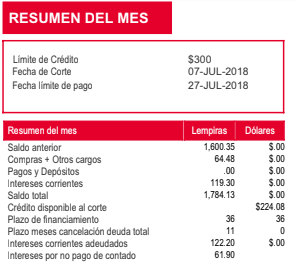 RESUMEN DEL MES
Límite de Crédito $300
Fecha de Corte 07-JUL-2018
Fecha límite de pago 27-JUL-2018
Resumen del mes Lempiras Dólares
Saldo anterior 1,600.35 $.00
Compras + Otros cargos 64.48 $.00
Pagos y Depósitos .00 $.00
Intereses corrientes 119.30 $.00
Saldo total 1,784.13 $.00
Crédito disponible al corte $224.08
Plazo de financiamiento 36 36
Plazo meses cancelación deuda total 11 0
Intereses corrientes adeudados 122.20 $.00
Intereses por no pago de contado 61.90